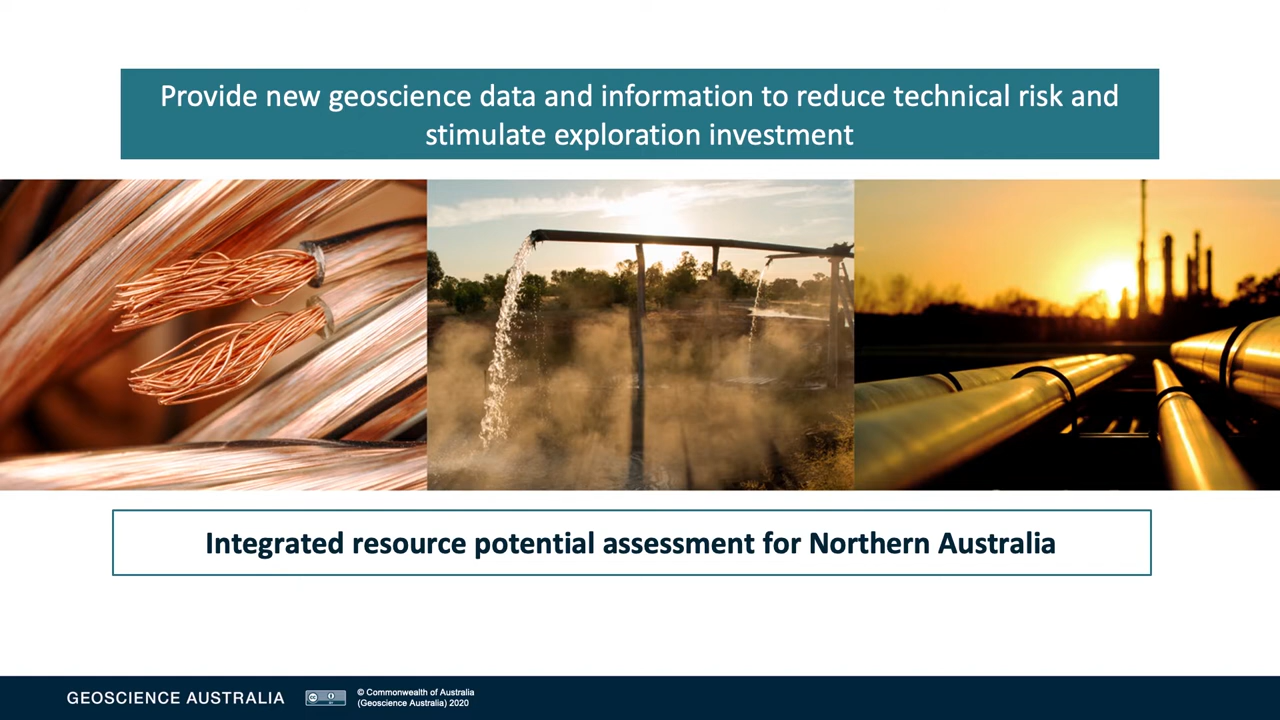 Provide new geoscience data and information to reduce technical risk and
stimulate exploration investment
Integrated resource potential assessment for Northern Australia
GEOSCIENCE AUSTRALIA
© Commonwealth of Australia
(Geoscience Australia) 2020